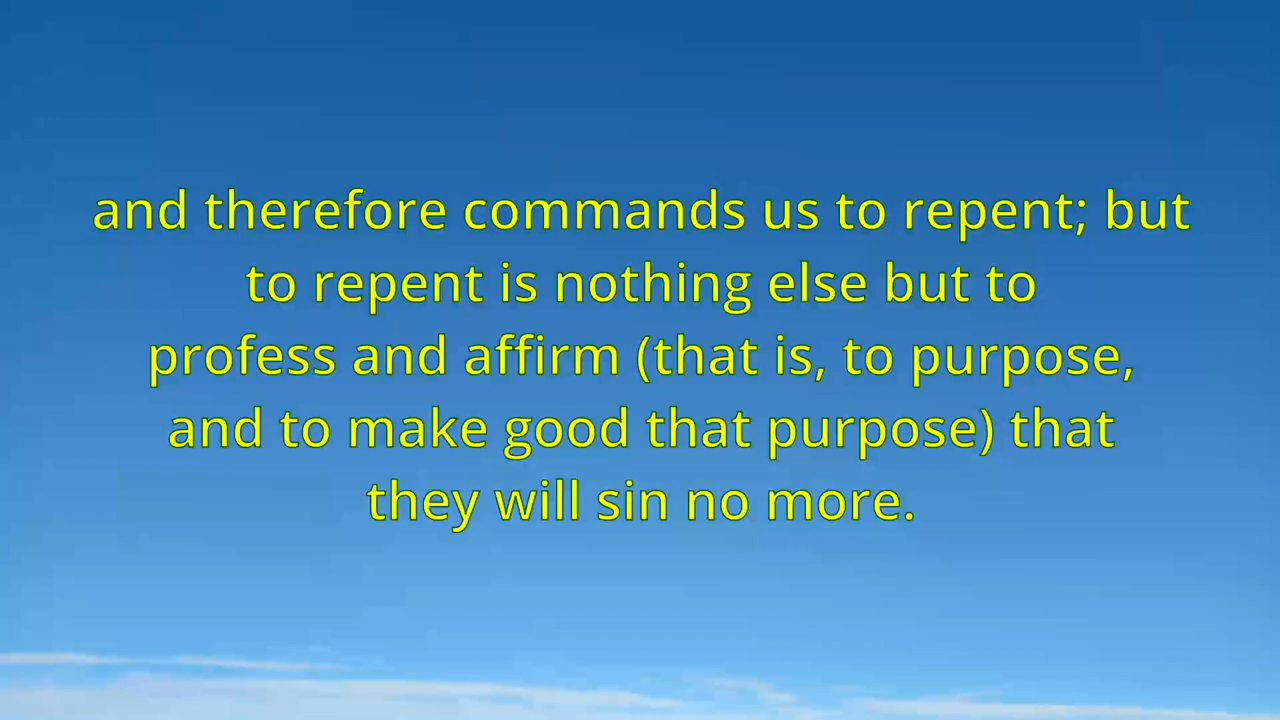 and therefore commands us to repent; but
to repent is nothing else but to
profess and affirm (that is, to purpose,
and to make good that purpose) that
they will sin no more.